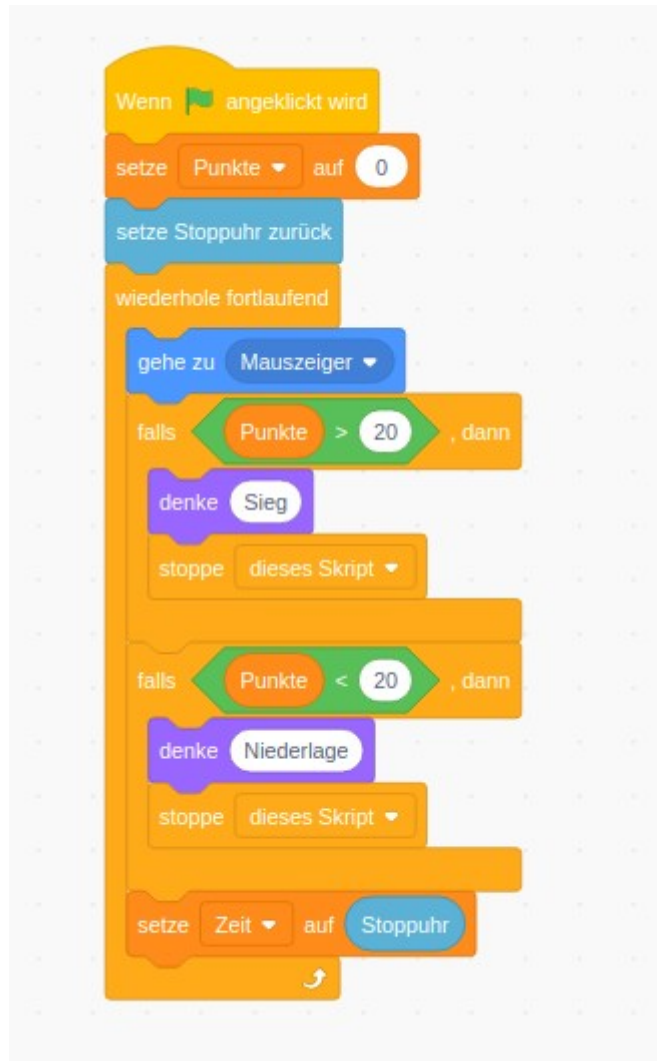 Wenn angeklickt wird
setze Punkte auf 0
setze Stoppuhr zurück
wiederhole fortlaufend
gehe zu Mauszeiger
falls Punkte > 20 , dann
denke Sieg
stoppe dieses Skript
falls Punkte < 20 , dann
denke Niederlage
stoppe dieses Skript
setze Zeit auf Stoppuhr